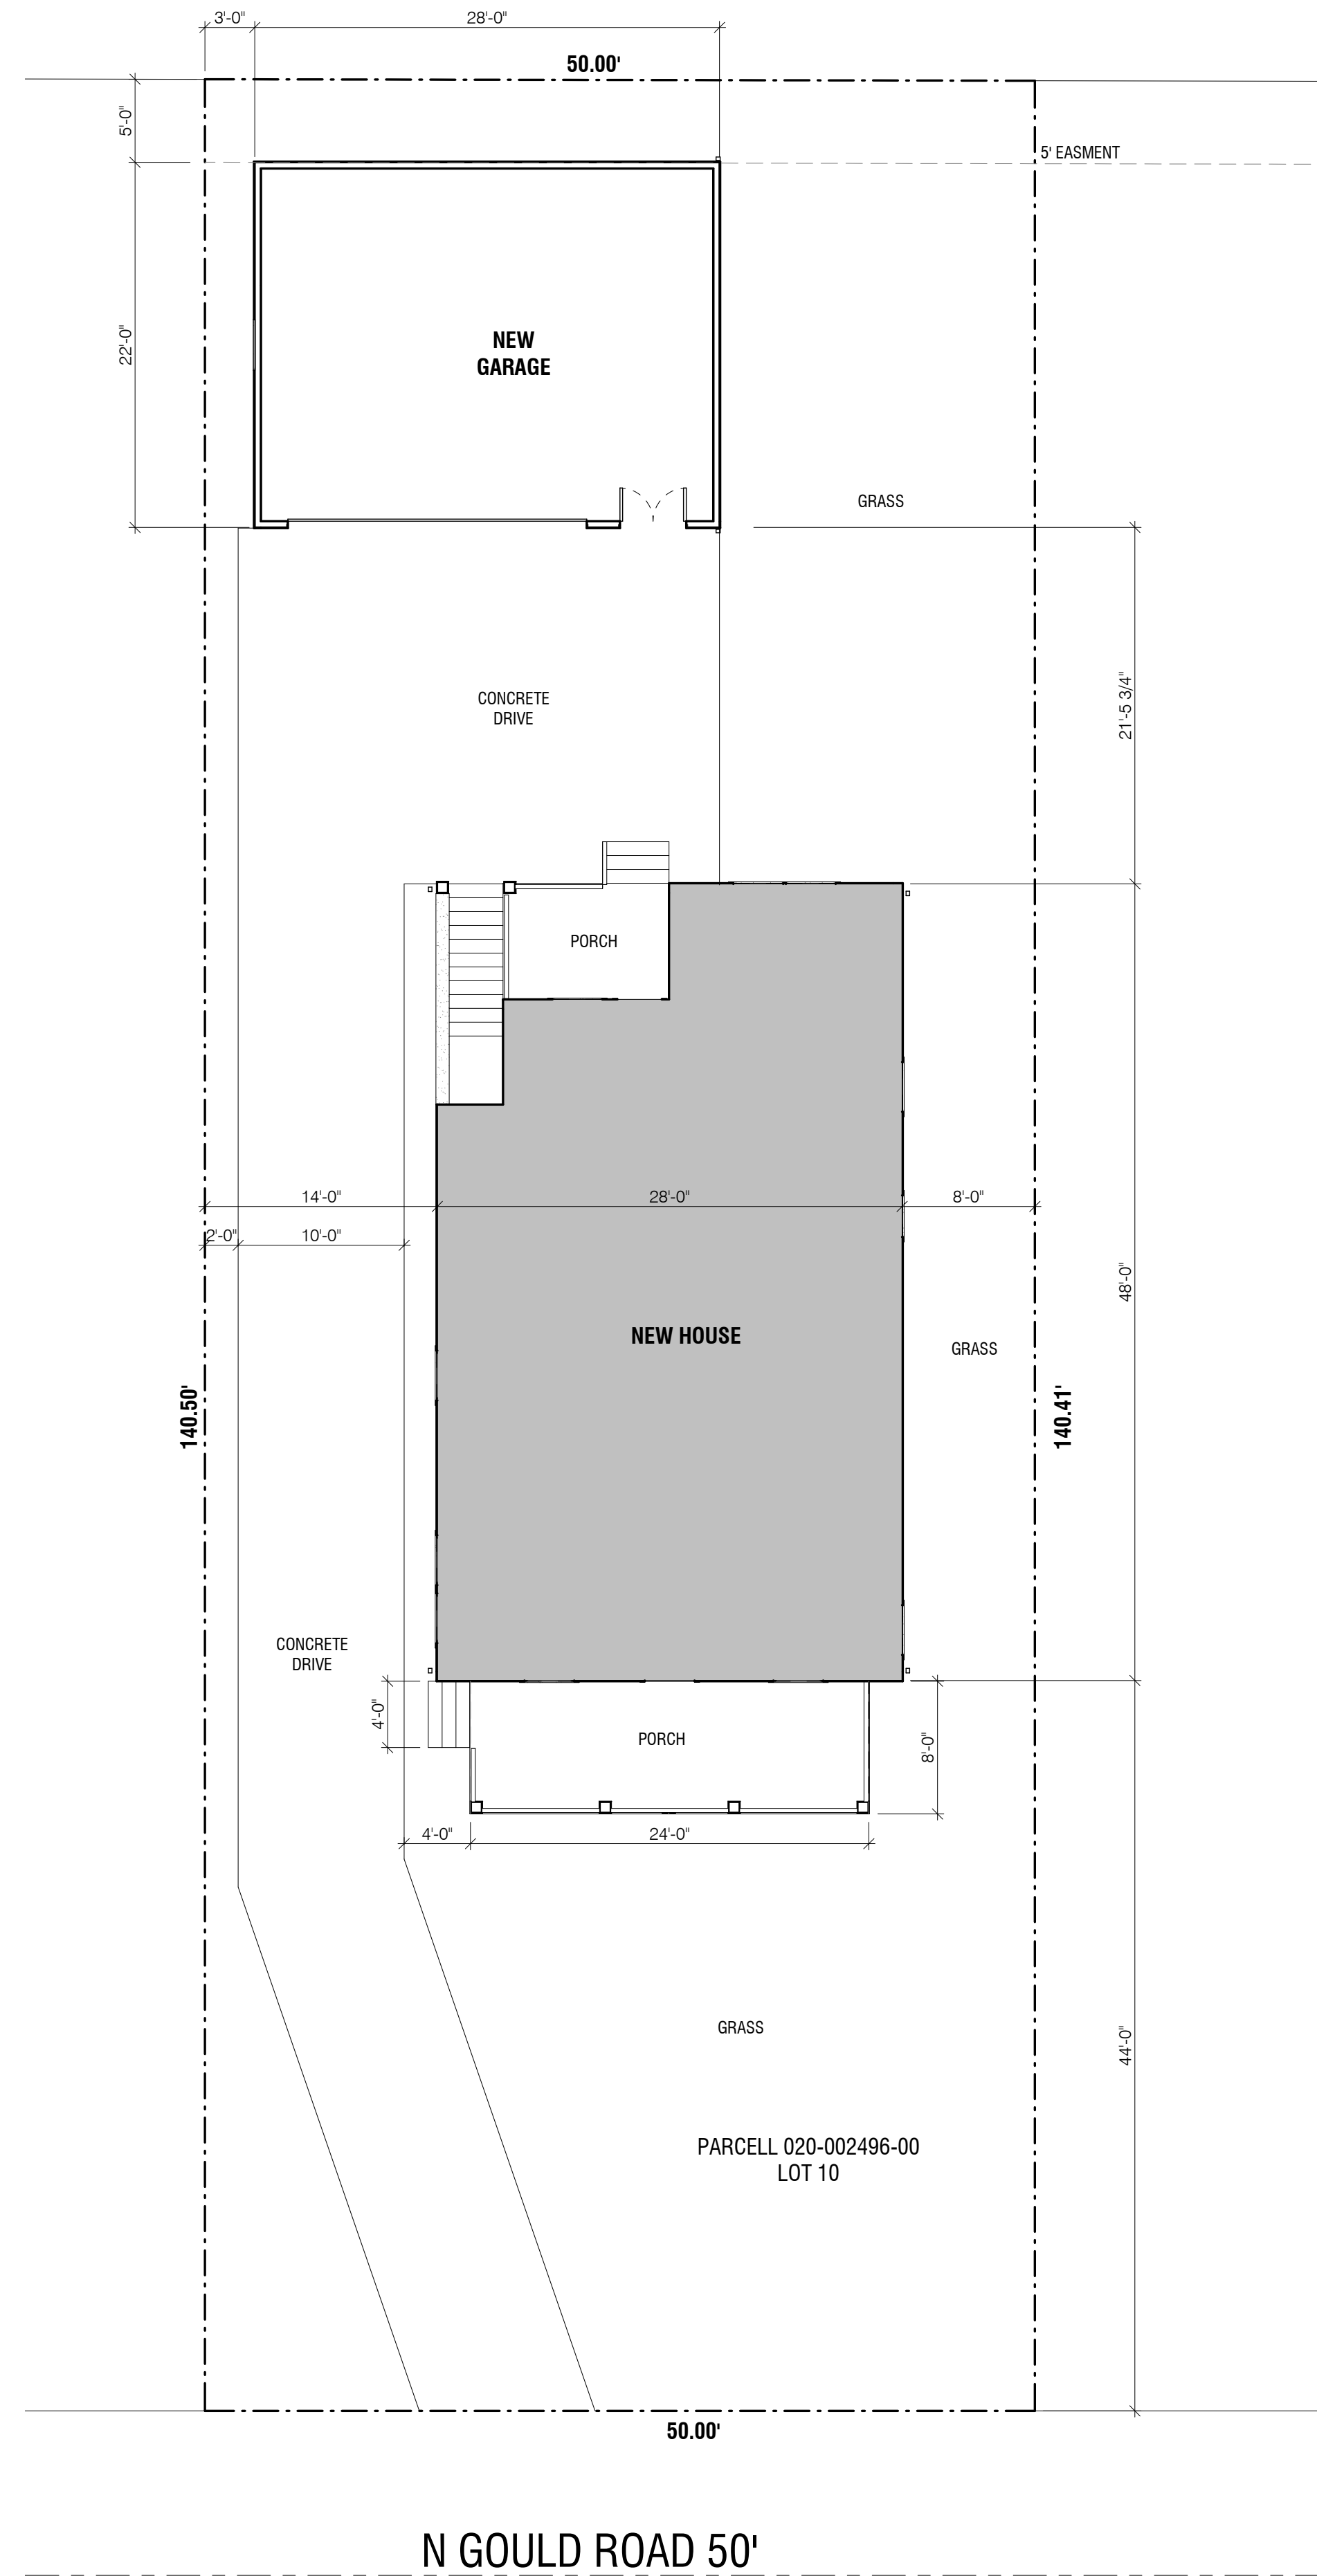 3'-0"
28'-0"
50.00'
5'-0"
5' EASMENT
22'-0"
NEW
GARAGE
GRASS
21'-5 3/4"
CONCRETE
DRIVE
PORCH
14'-0"
28'-0"
8'-0"
2'-0"
10'-0"
48'-0"
NEW HOUSE
GRASS
140.50'
140.41'
CONCRETE
DRIVE
4'-0"
PORCH
8'-0"
4'-0"
24'-0"
GRASS
44'-0"
PARCELL 020-002496-00
LOT 10
50.00'
N GOULD ROAD 50'